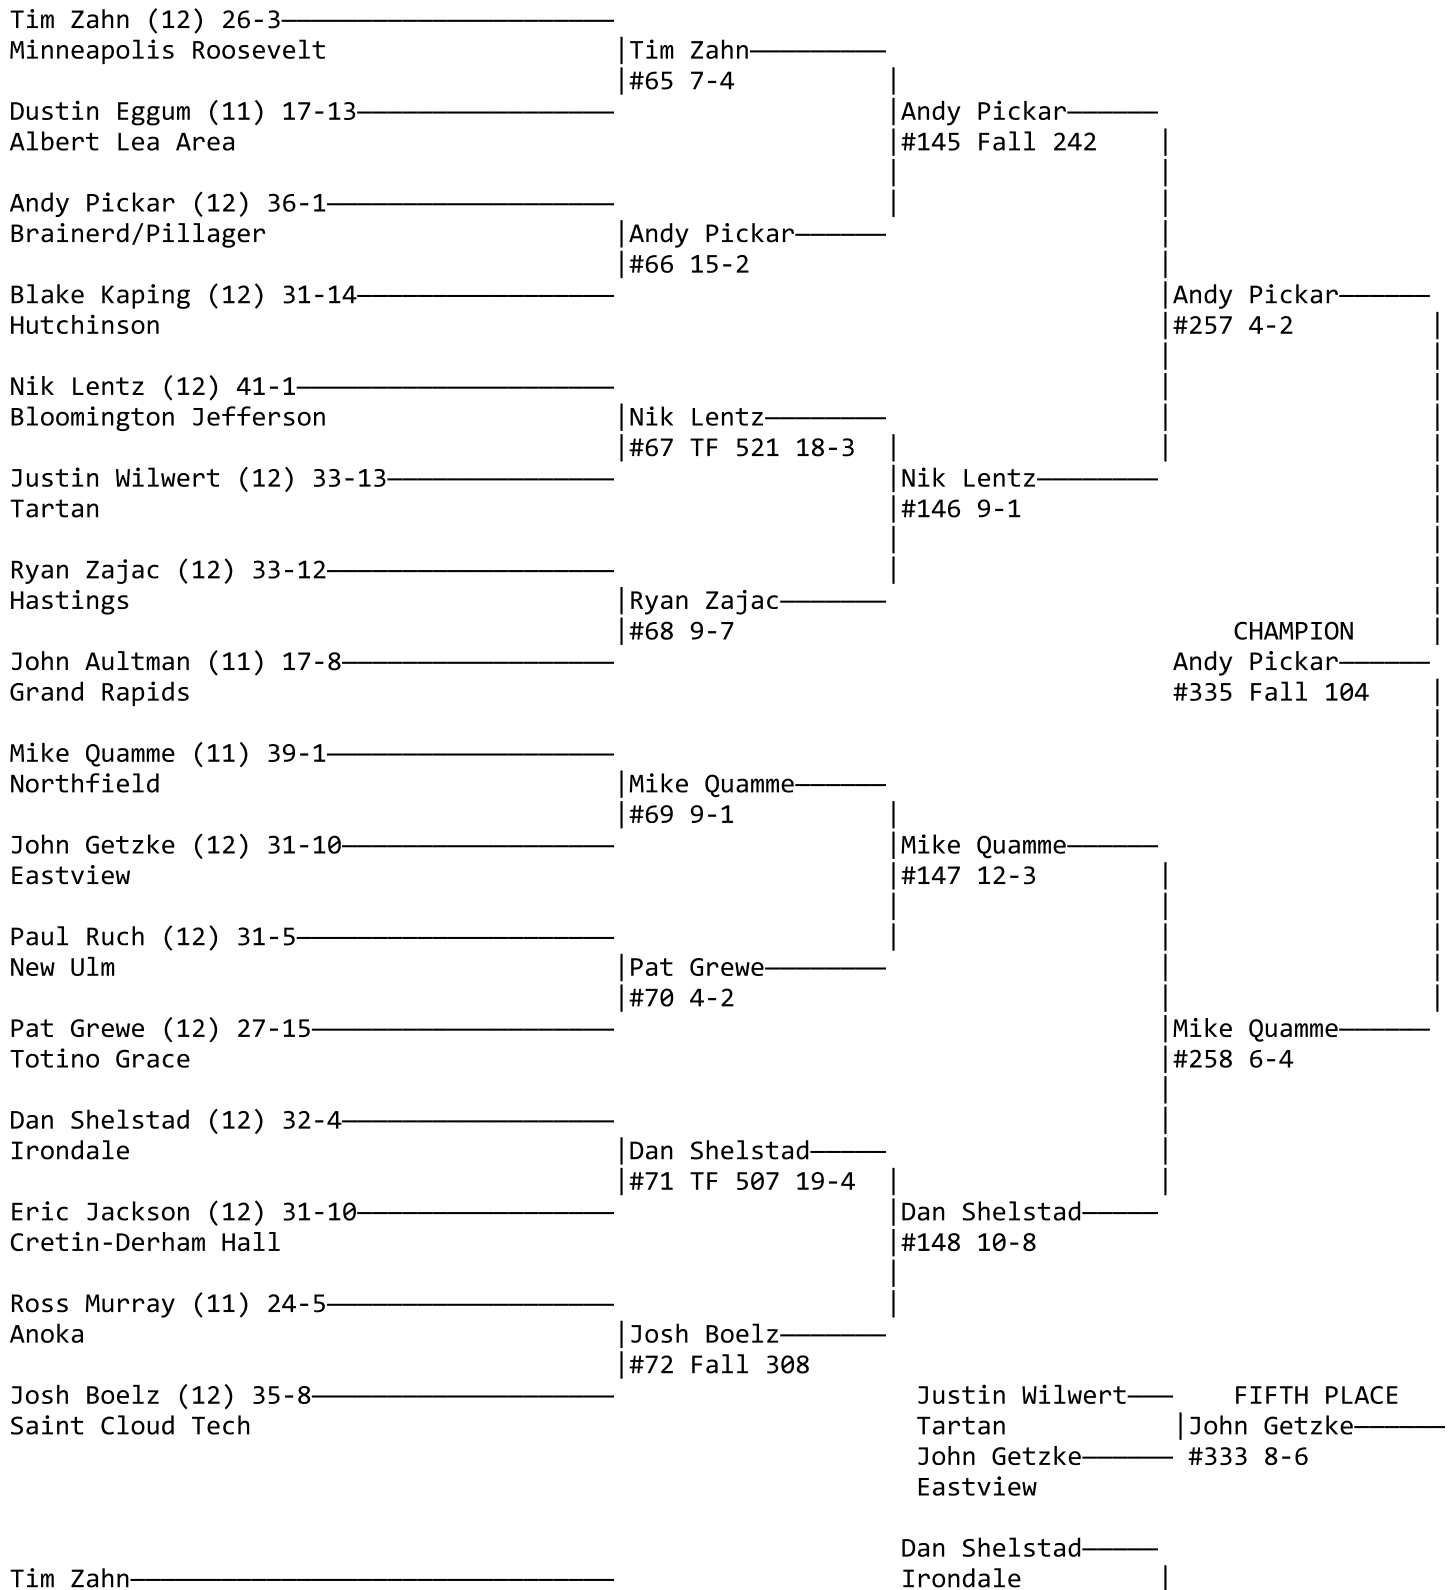 Tim Zahn (12) 26-3
Minneapolis Roosevelt Tim Zahn
#65 7-4
Dustin Eggum (11) 17-13 Andy Pickar
Albert Lea Area #145 Fall 242
Andy Pickar (12) 36-1
Brainerd/Pillager Andy Pickar
#66 15-2
Blake Kaping (12) 31-14 Andy Pickar
Hutchinson #257 4-2
Nik Lentz (12) 41-1
Bloomington Jefferson Nik Lentz
#67 TF 521 18-3
Justin Wilwert (12) 33-13 Nik Lentz
Tartan #146 9-1
Ryan Zajac (12) 33-12
Hastings Ryan Zajac
#68 9-7 CHAMPION
John Aultman (11) 17-8 Andy Pickar
Grand Rapids #335 Fall 104
Mike Quamme (11) 39-1
Northfield Mike Quamme
#69 9-1
John Getzke (12) 31-10 Mike Quamme
Eastview #147 12-3
Paul Ruch (12) 31-5
New Ulm Pat Grewe
#70 4-2
Pat Grewe (12) 27-15 Mike Quamme
Totino Grace #258 6-4
Dan Shelstad (12) 32-4
Irondale Dan Shelstad
#71 TF 507 19-4
Eric Jackson (12) 31-10 Dan Shelstad
Cretin-Derham Hall #148 10-8
Ross Murray (11) 24-5
Anoka Josh Boelz
#72 Fall 308
Josh Boelz (12) 35-8 Justin Wilwert FIFTH PLACE
Saint Cloud Tech Tartan John Getzke
John Getzke #333 8-6
Eastview
Dan Shelstad
Tim Zahn Irondale